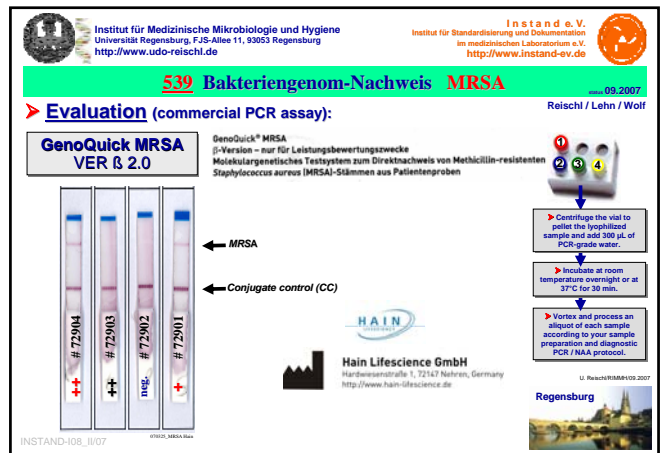 Institut für Medizinische Mikrobiologie und Hygiene
Universität Regensburg, FJS-Allee 11, 93053 Regensburg
http://www.udo-reischl.de
Instand e. V.
Institut für Standardisierung und Dokumentation
im medizinischen Laboratorium e.V.
http://www.instand-ev.de
539 Bakteriengenom-Nachweis MRSA
status 09.2007
Evaluation (commercial PCR assay):
Reischl / Lehn / Wolf
GenoQuick MRSA
VER ß 2.0
GenoQuick® MRSA
β-Version – nur für Leistungsbewertungszwecke
Molekulargenetisches Testsystem zum Direktnachweis von Methicillin-resistenten
Staphylococcus aureus (MRSA)-Stämmen aus Patientenproben
1
2 3 4
MRSA
Conjugate control (CC)
# 72904
++
# 72903
++
# 72902
neg.
# 72901
+
070325_MRSA Hain
HAIN
LIFESCIENCE
Hain Lifescience GmbH
Hardwiesenstraße 1, 72147 Nehren, Germany
http://www.hain-lifescience.de
Centrifuge the vial to
pellet the lyophilized
sample and add 300 µL of
PCR-grade water.
Incubate at room
temperature overnight or at
37°C for 30 min.
Vortex and process an
aliquot of each sample
according to your sample
preparation and diagnostic
PCR / NAA protocol.
U. Reischl/RIMMH/09.2007
Regensburg
INSTAND-I08_II/07